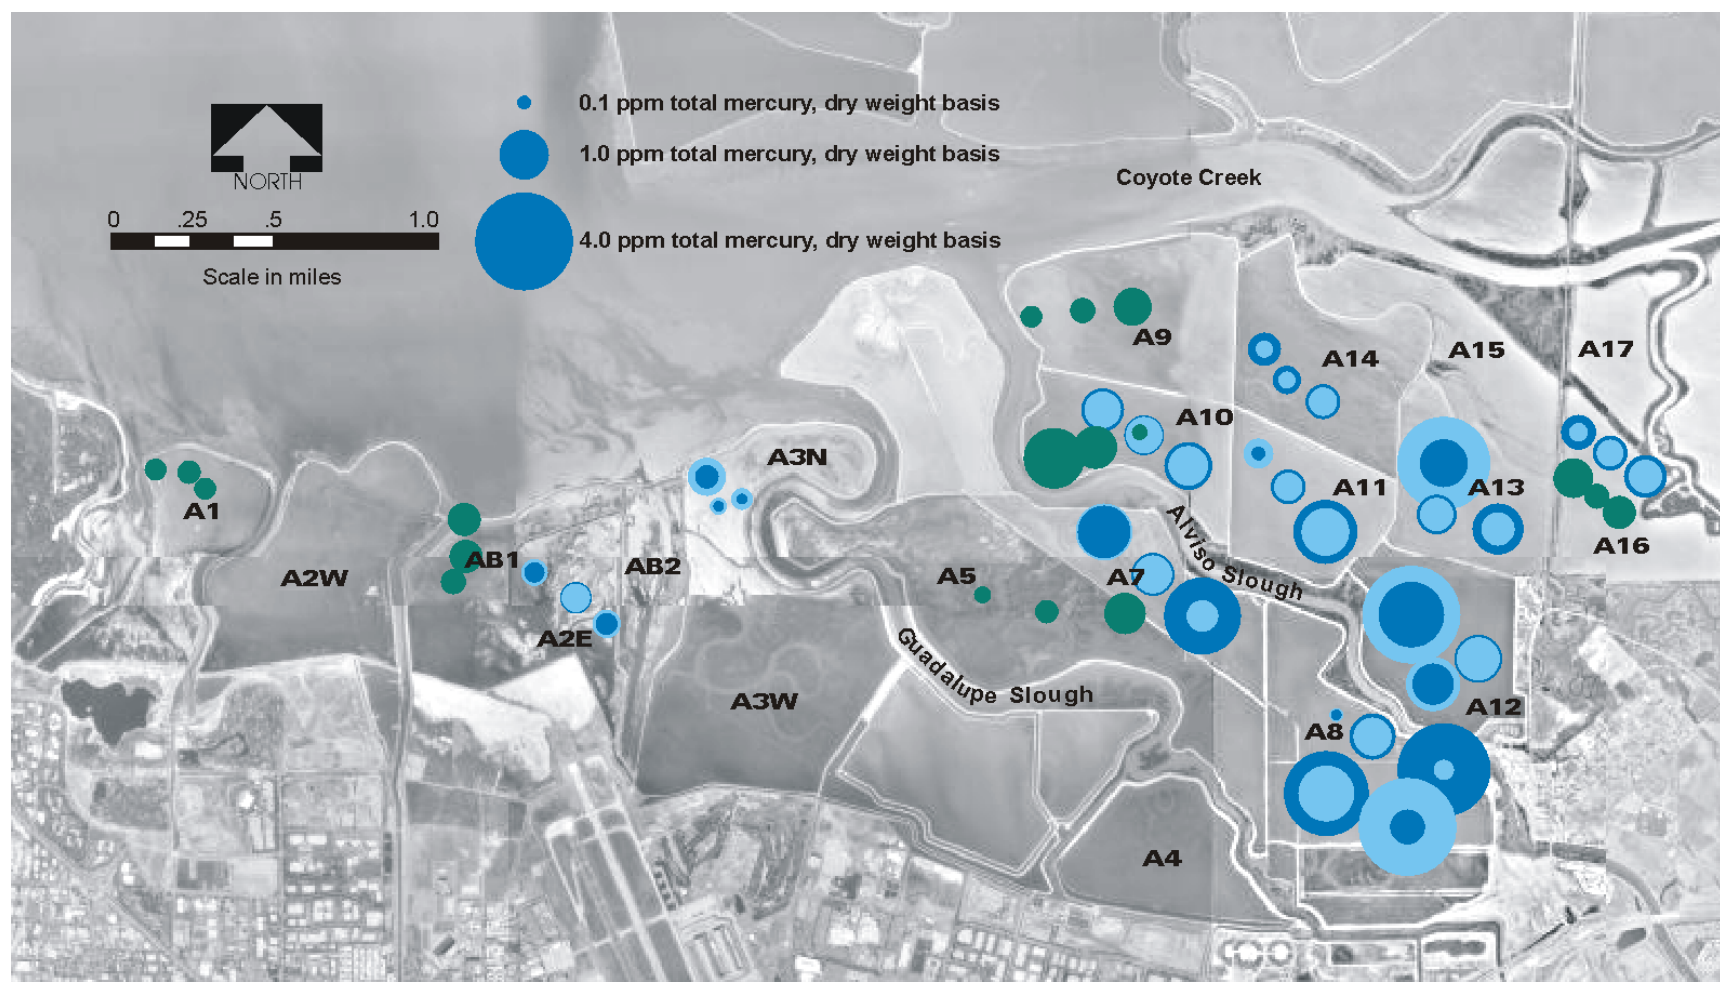 0.1 ppm total mercury, dry weight basis
1.0 ppm total mercury, dry weight basis
NORTH
Coyote Creek
0 .25 .5 1.0
4.0 ppm total mercury, dry weight basis
Scale in miles
A9
A14
A15
A17
A10
A3N
A1
A11
A13
A16
Alviso Slough
AB1
A2W
AB2
A5
A7
A2E
Guadalupe Slough
A3W
A12
A8
A4